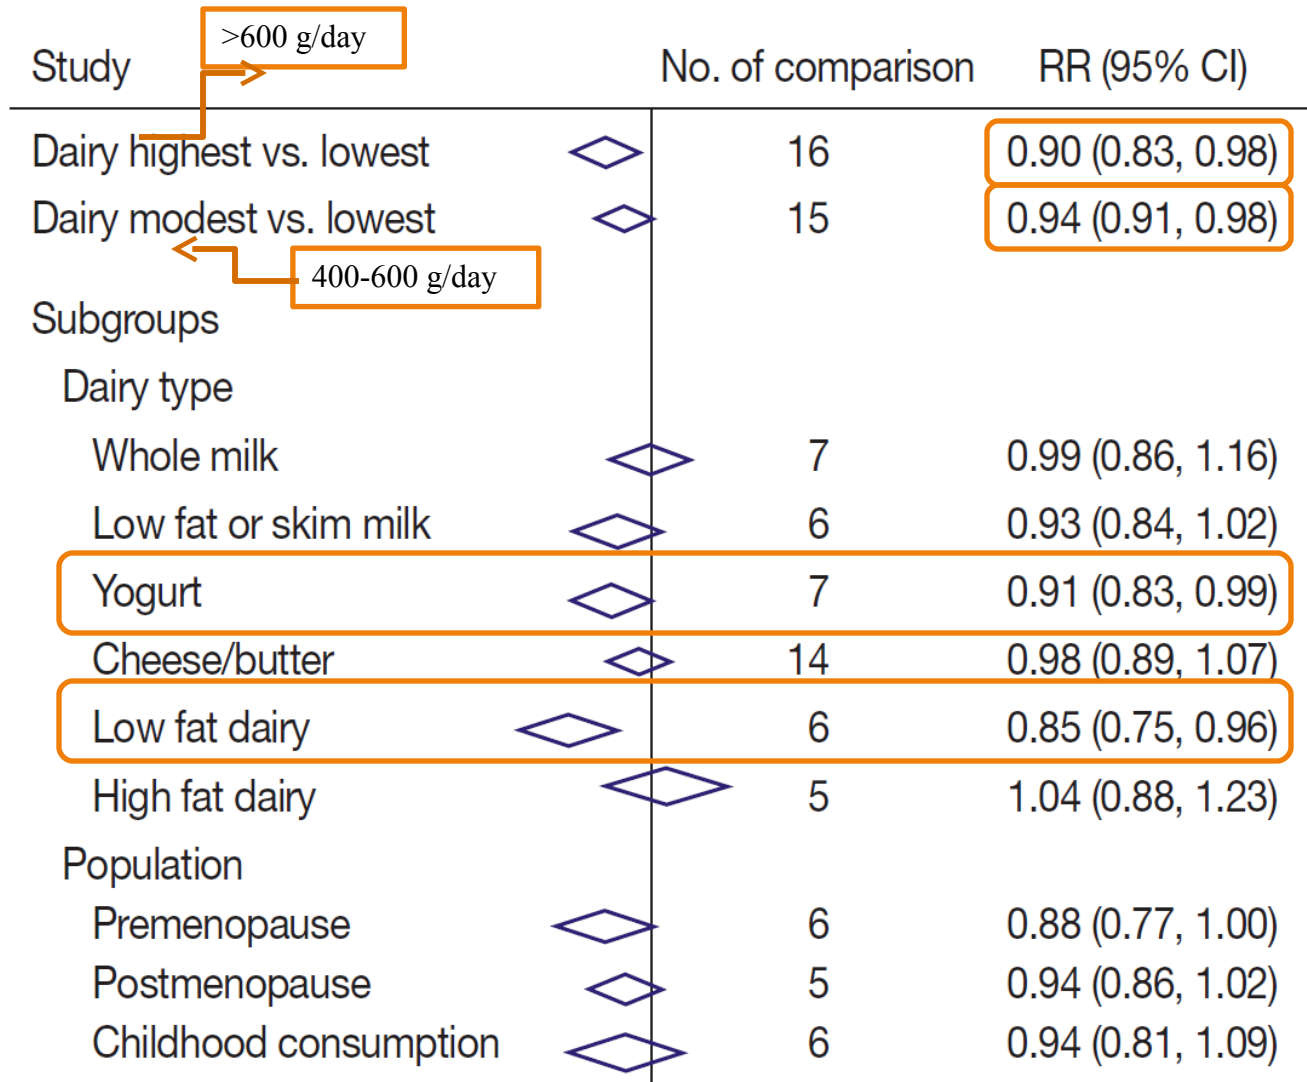 >600 g/day
Study No. of comparison RR (95% CI)
Dairy highest vs. lowest 16 0.90 (0.83, 0.98)
Dairy modest vs. lowest 15 0.94 (0.91, 0.98)
400-600 g/day
Subgroups
Dairy type
Whole milk 7 0.99 (0.86, 1.16)
Low fat or skim milk 6 0.93 (0.84, 1.02)
Yogurt 7 0.91 (0.83, 0.99)
Cheese/butter 14 0.98 (0.89, 1.07)
Low fat dairy 6 0.85 (0.75, 0.96)
High fat dairy 5 1.04 (0.88, 1.23)
Population
Premenopause 6 0.88 (0.77, 1.00)
Postmenopause 5 0.94 (0.86, 1.02)
Childhood consumption 6 0.94 (0.81, 1.09)